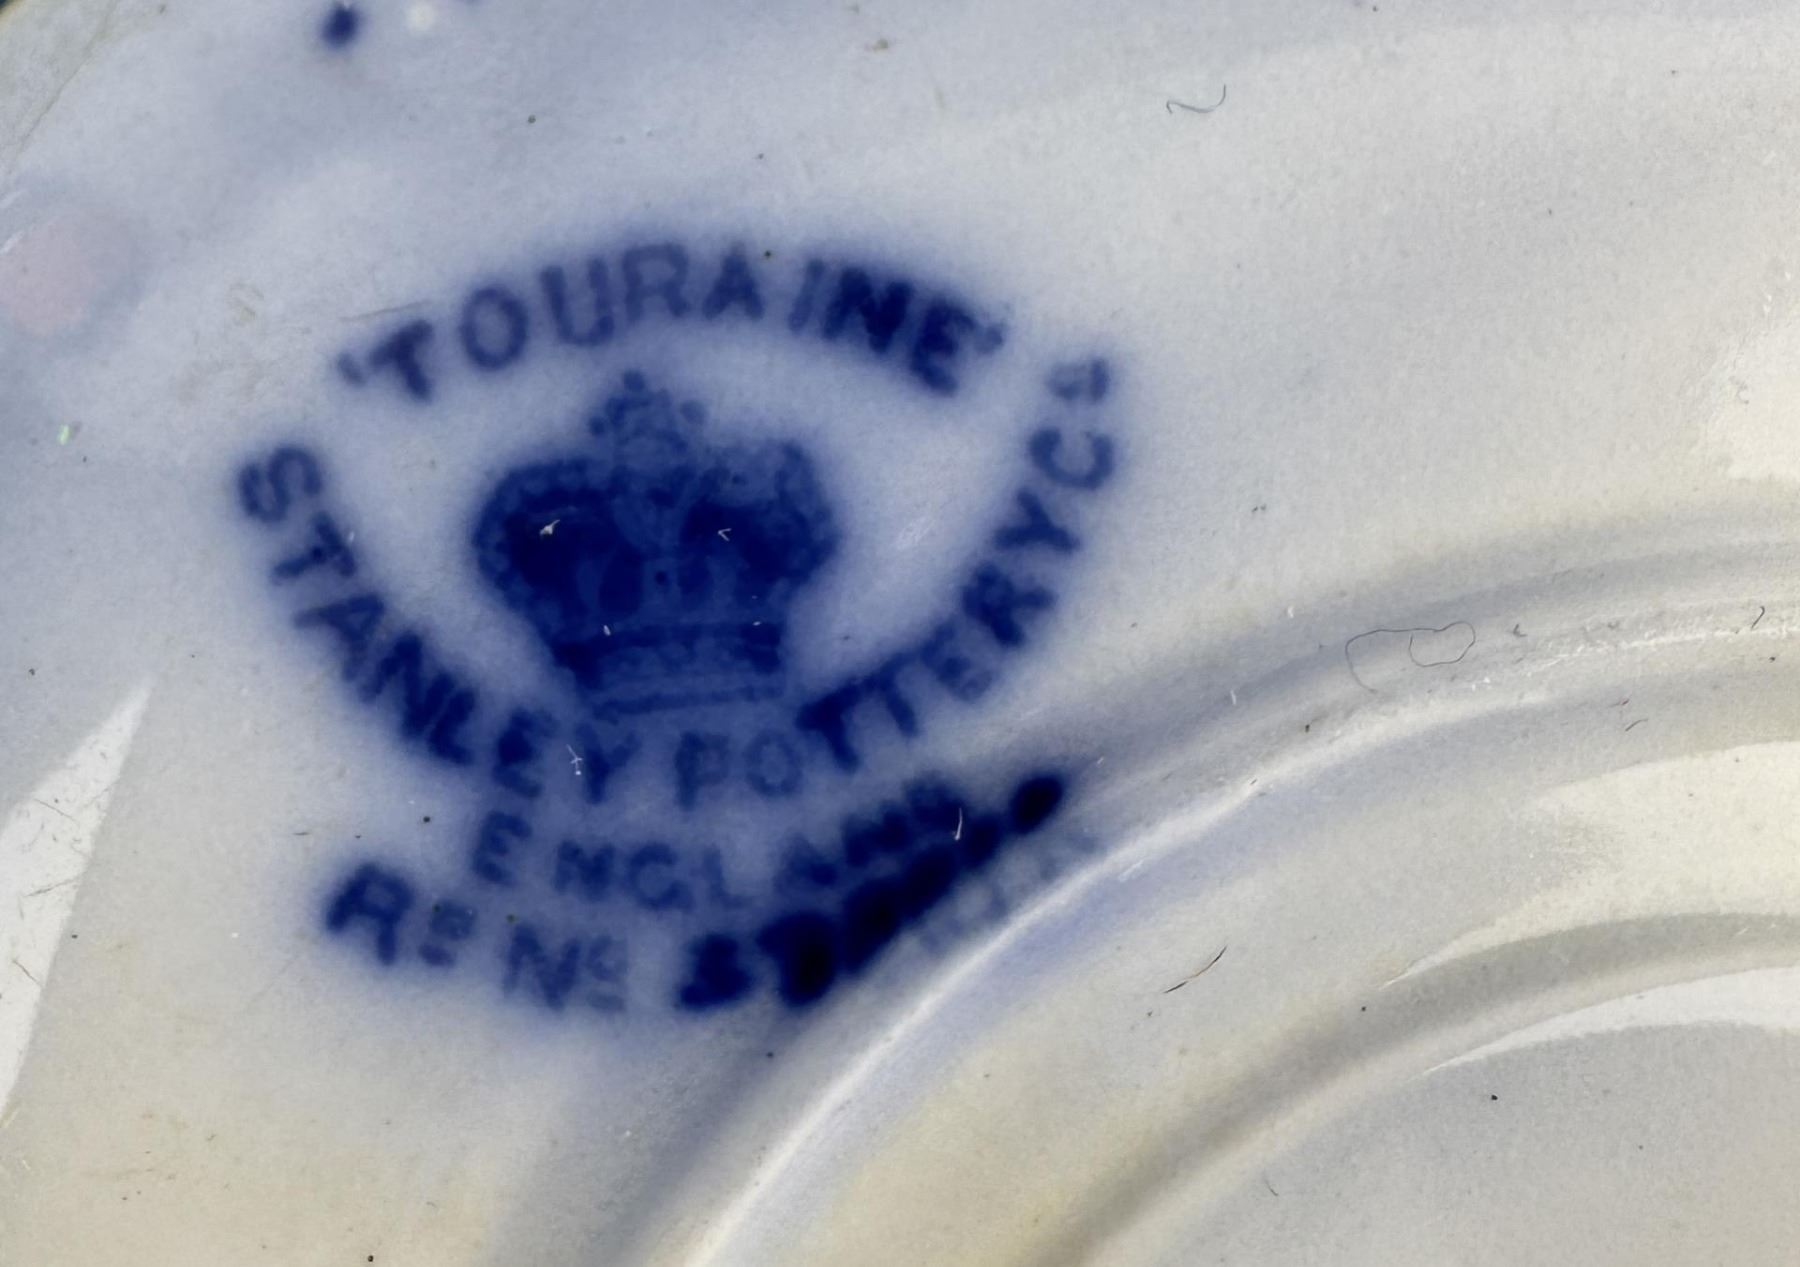 'TOURAINE'
STANLEY POTTERY Co
ENGLAND
Rd No